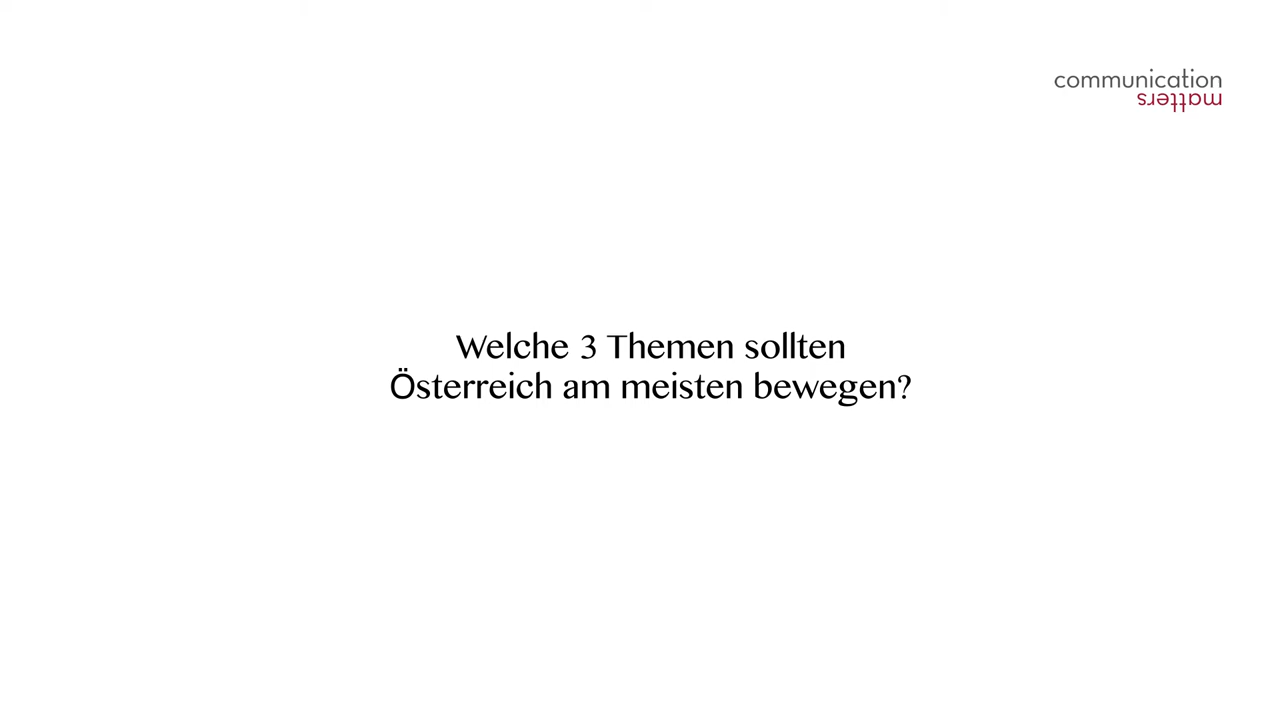 communication
matters
Welche 3 Themen sollten
Österreich am meisten bewegen?